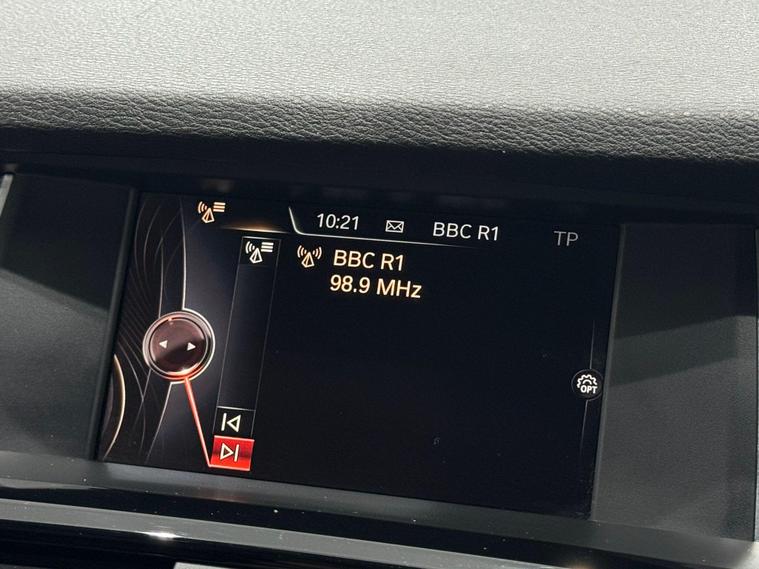 10:21 BBC R1 TP
BBC R1
98.9 MHz
OPT